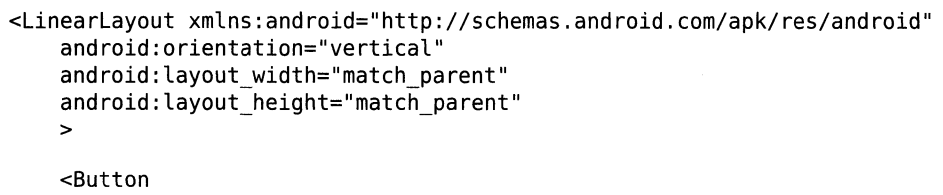 <LinearLayout xmlns:android="http://schemas.android.com/apk/res/android"
    android:orientation="vertical"
    android:layout_width="match_parent"
    android:layout_height="match_parent"
    >

    <Button